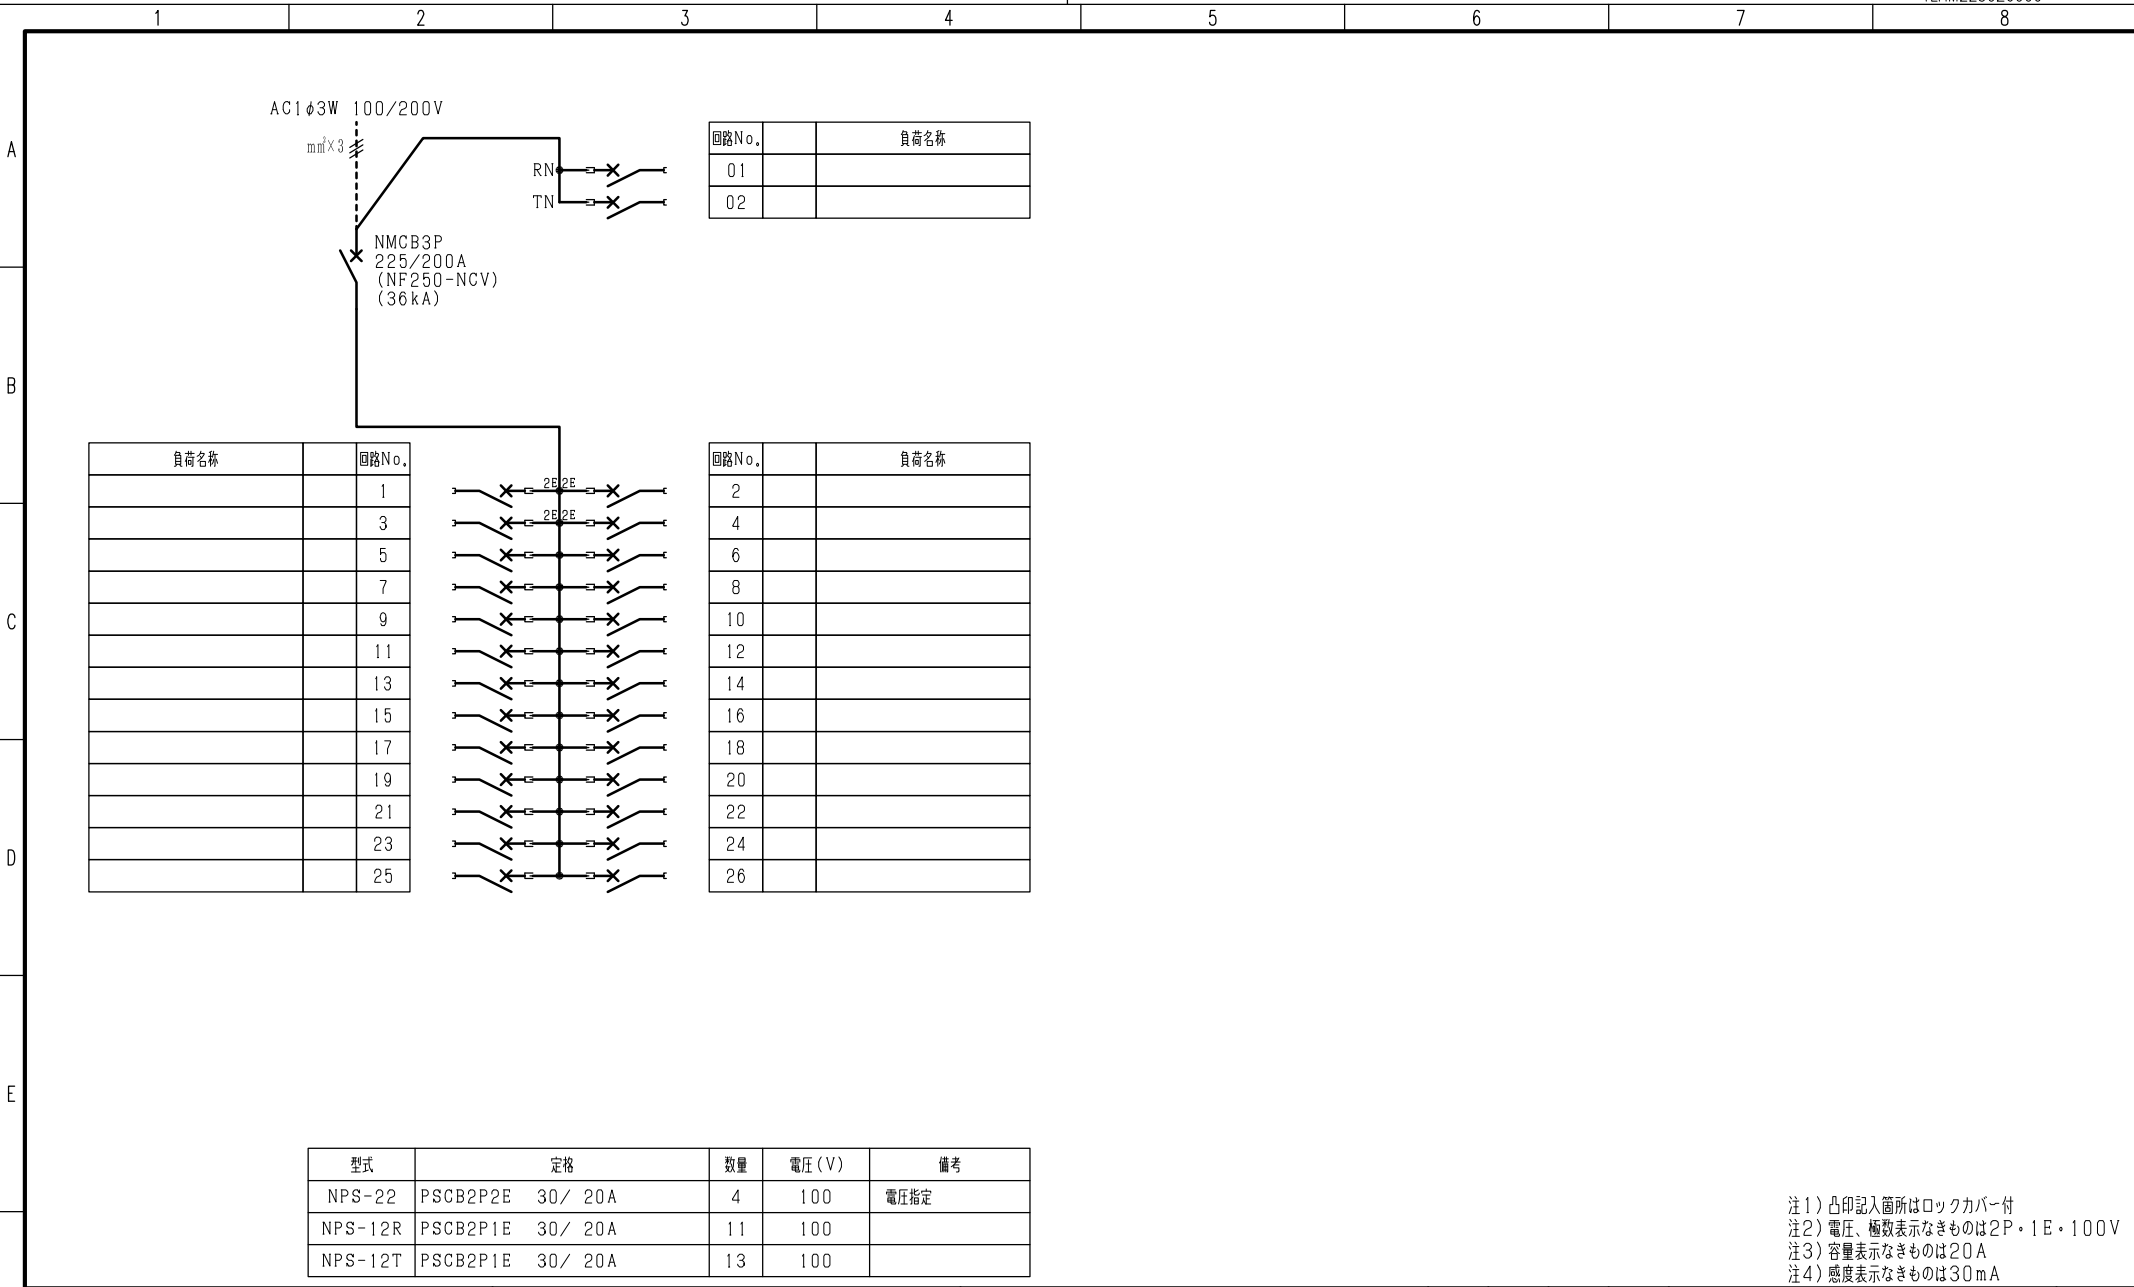 1 2 3 4 5 6 7 8
A
B
C
D
E
AC1φ3W 100/200V
mm²×3
RN
TN
回路No. 負荷名称
01
02
NMCB3P
225/200A
(NF250-NCV)
(36kA)
負荷名称 回路No.
1
3
5
7
9
11
13
15
17
19
21
23
25
2E 2E
2E 2E
回路No. 負荷名称
2
4
6
8
10
12
14
16
18
20
22
24
26
型式 定格 数量 電圧(V) 備考
NPS-22 PSCB2P2E 30/ 20A 4 100 電圧指定
NPS-12R PSCB2P1E 30/ 20A 11 100
NPS-12T PSCB2P1E 30/ 20A 13 100
注1)凸印記入箇所はロックカバー付
注2)電圧、極数表示なきものは2P・1E・100V
注3)容量表示なきものは20A
注4)感度表示なきものは30mA